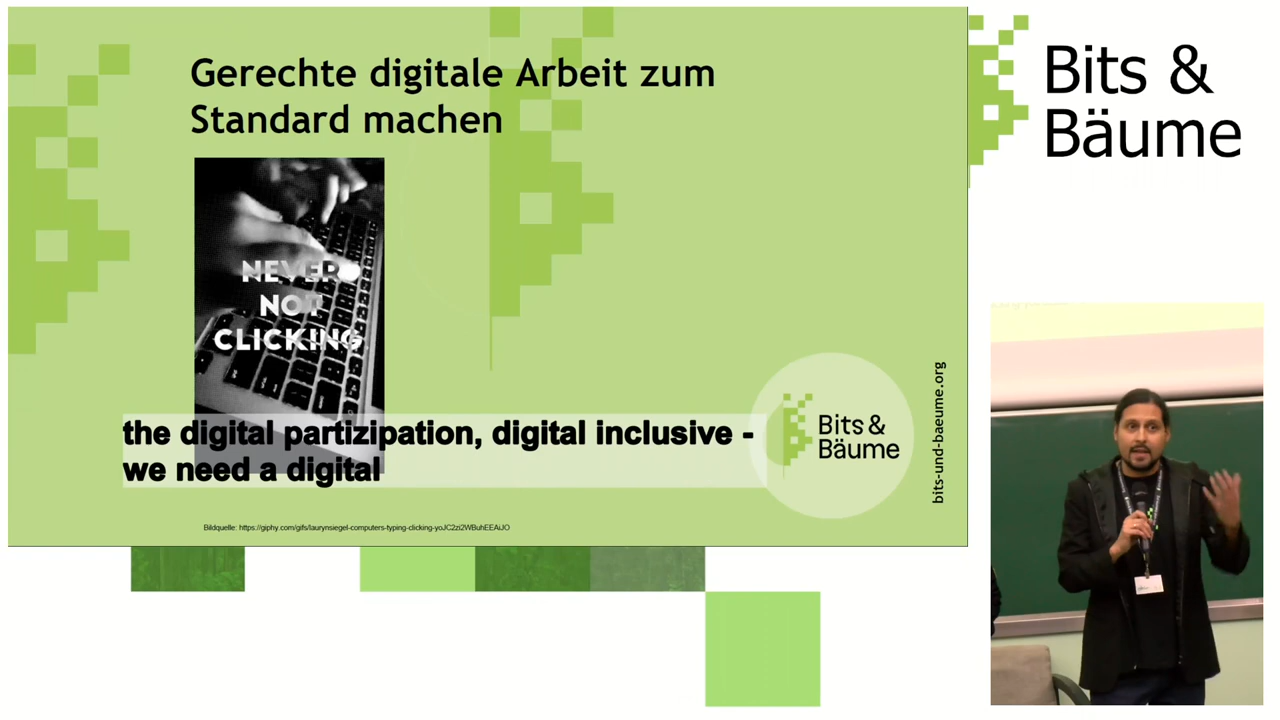 Gerechte digitale Arbeit zum
Standard machen
NEVER
NOT
CLICKING
the digital partizipation, digital inclusive -
we need a digital
Bits &
Bäume
bits-und-baeume.org
Bildquelle: https://giphy.com/gifs/laurynsiegel-computers-typing-clicking-yoJC2zi2WBuhEEAiJO
Bits &
Bäume